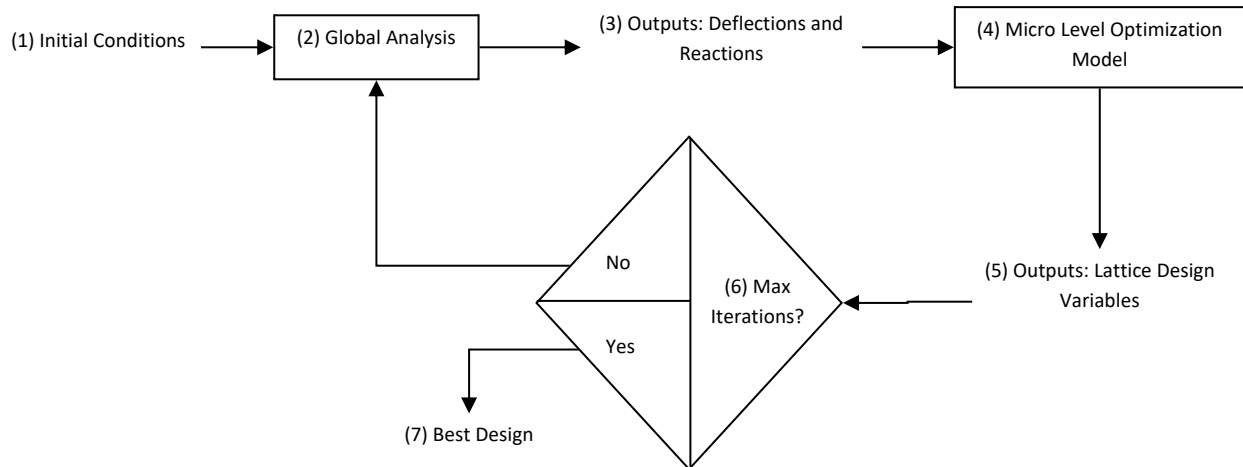 (1) Initial Conditions
(2) Global Analysis
(3) Outputs: Deflections and
Reactions
(4) Micro Level Optimization
Model
(5) Outputs: Lattice Design
Variables
(6) Max
Iterations?
No
Yes
(7) Best Design